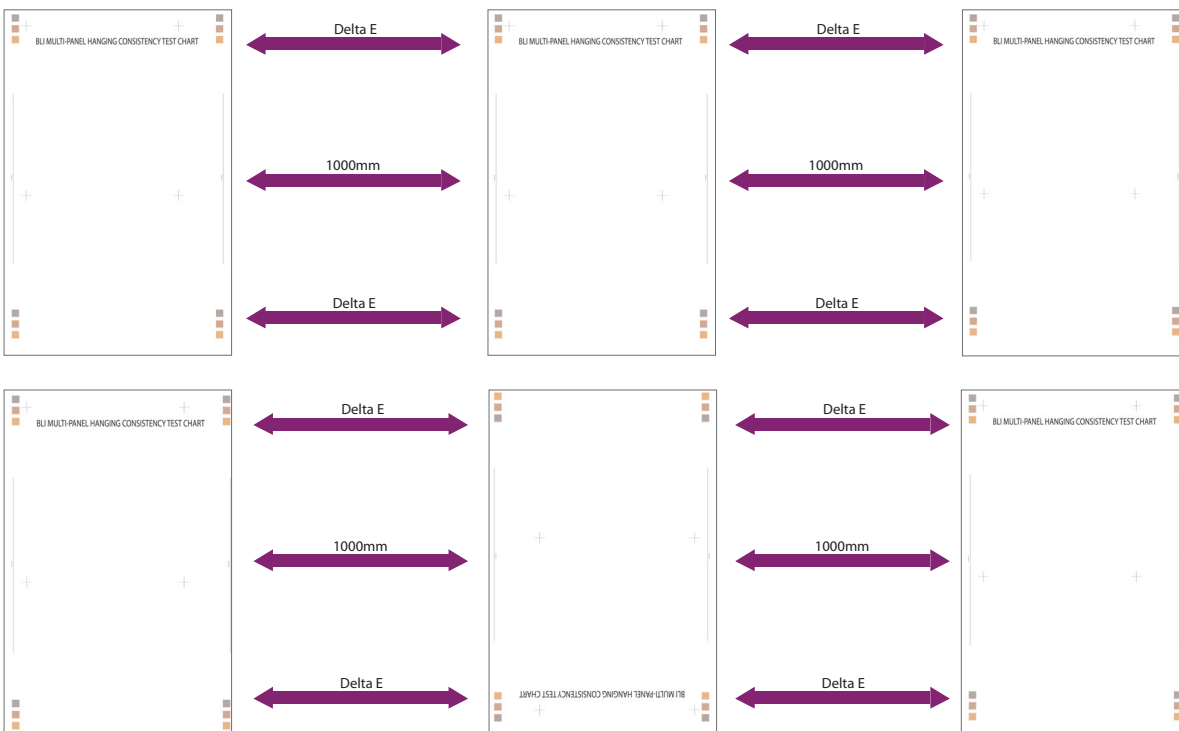 Delta E
Delta E
BLI MULTI-PANEL HANGING CONSISTENCY TEST CHART
BLI MULTI-PANEL HANGING CONSISTENCY TEST CHART
BLI MULTI-PANEL HANGING CONSISTENCY TEST CHART
1000mm
1000mm
Delta E
Delta E
Delta E
Delta E
BLI MULTI-PANEL HANGING CONSISTENCY TEST CHART
BLI MULTI-PANEL HANGING CONSISTENCY TEST CHART
1000mm
1000mm
Delta E
Delta E
BLI MULTI-PANEL HANGING CONSISTENCY TEST CHART